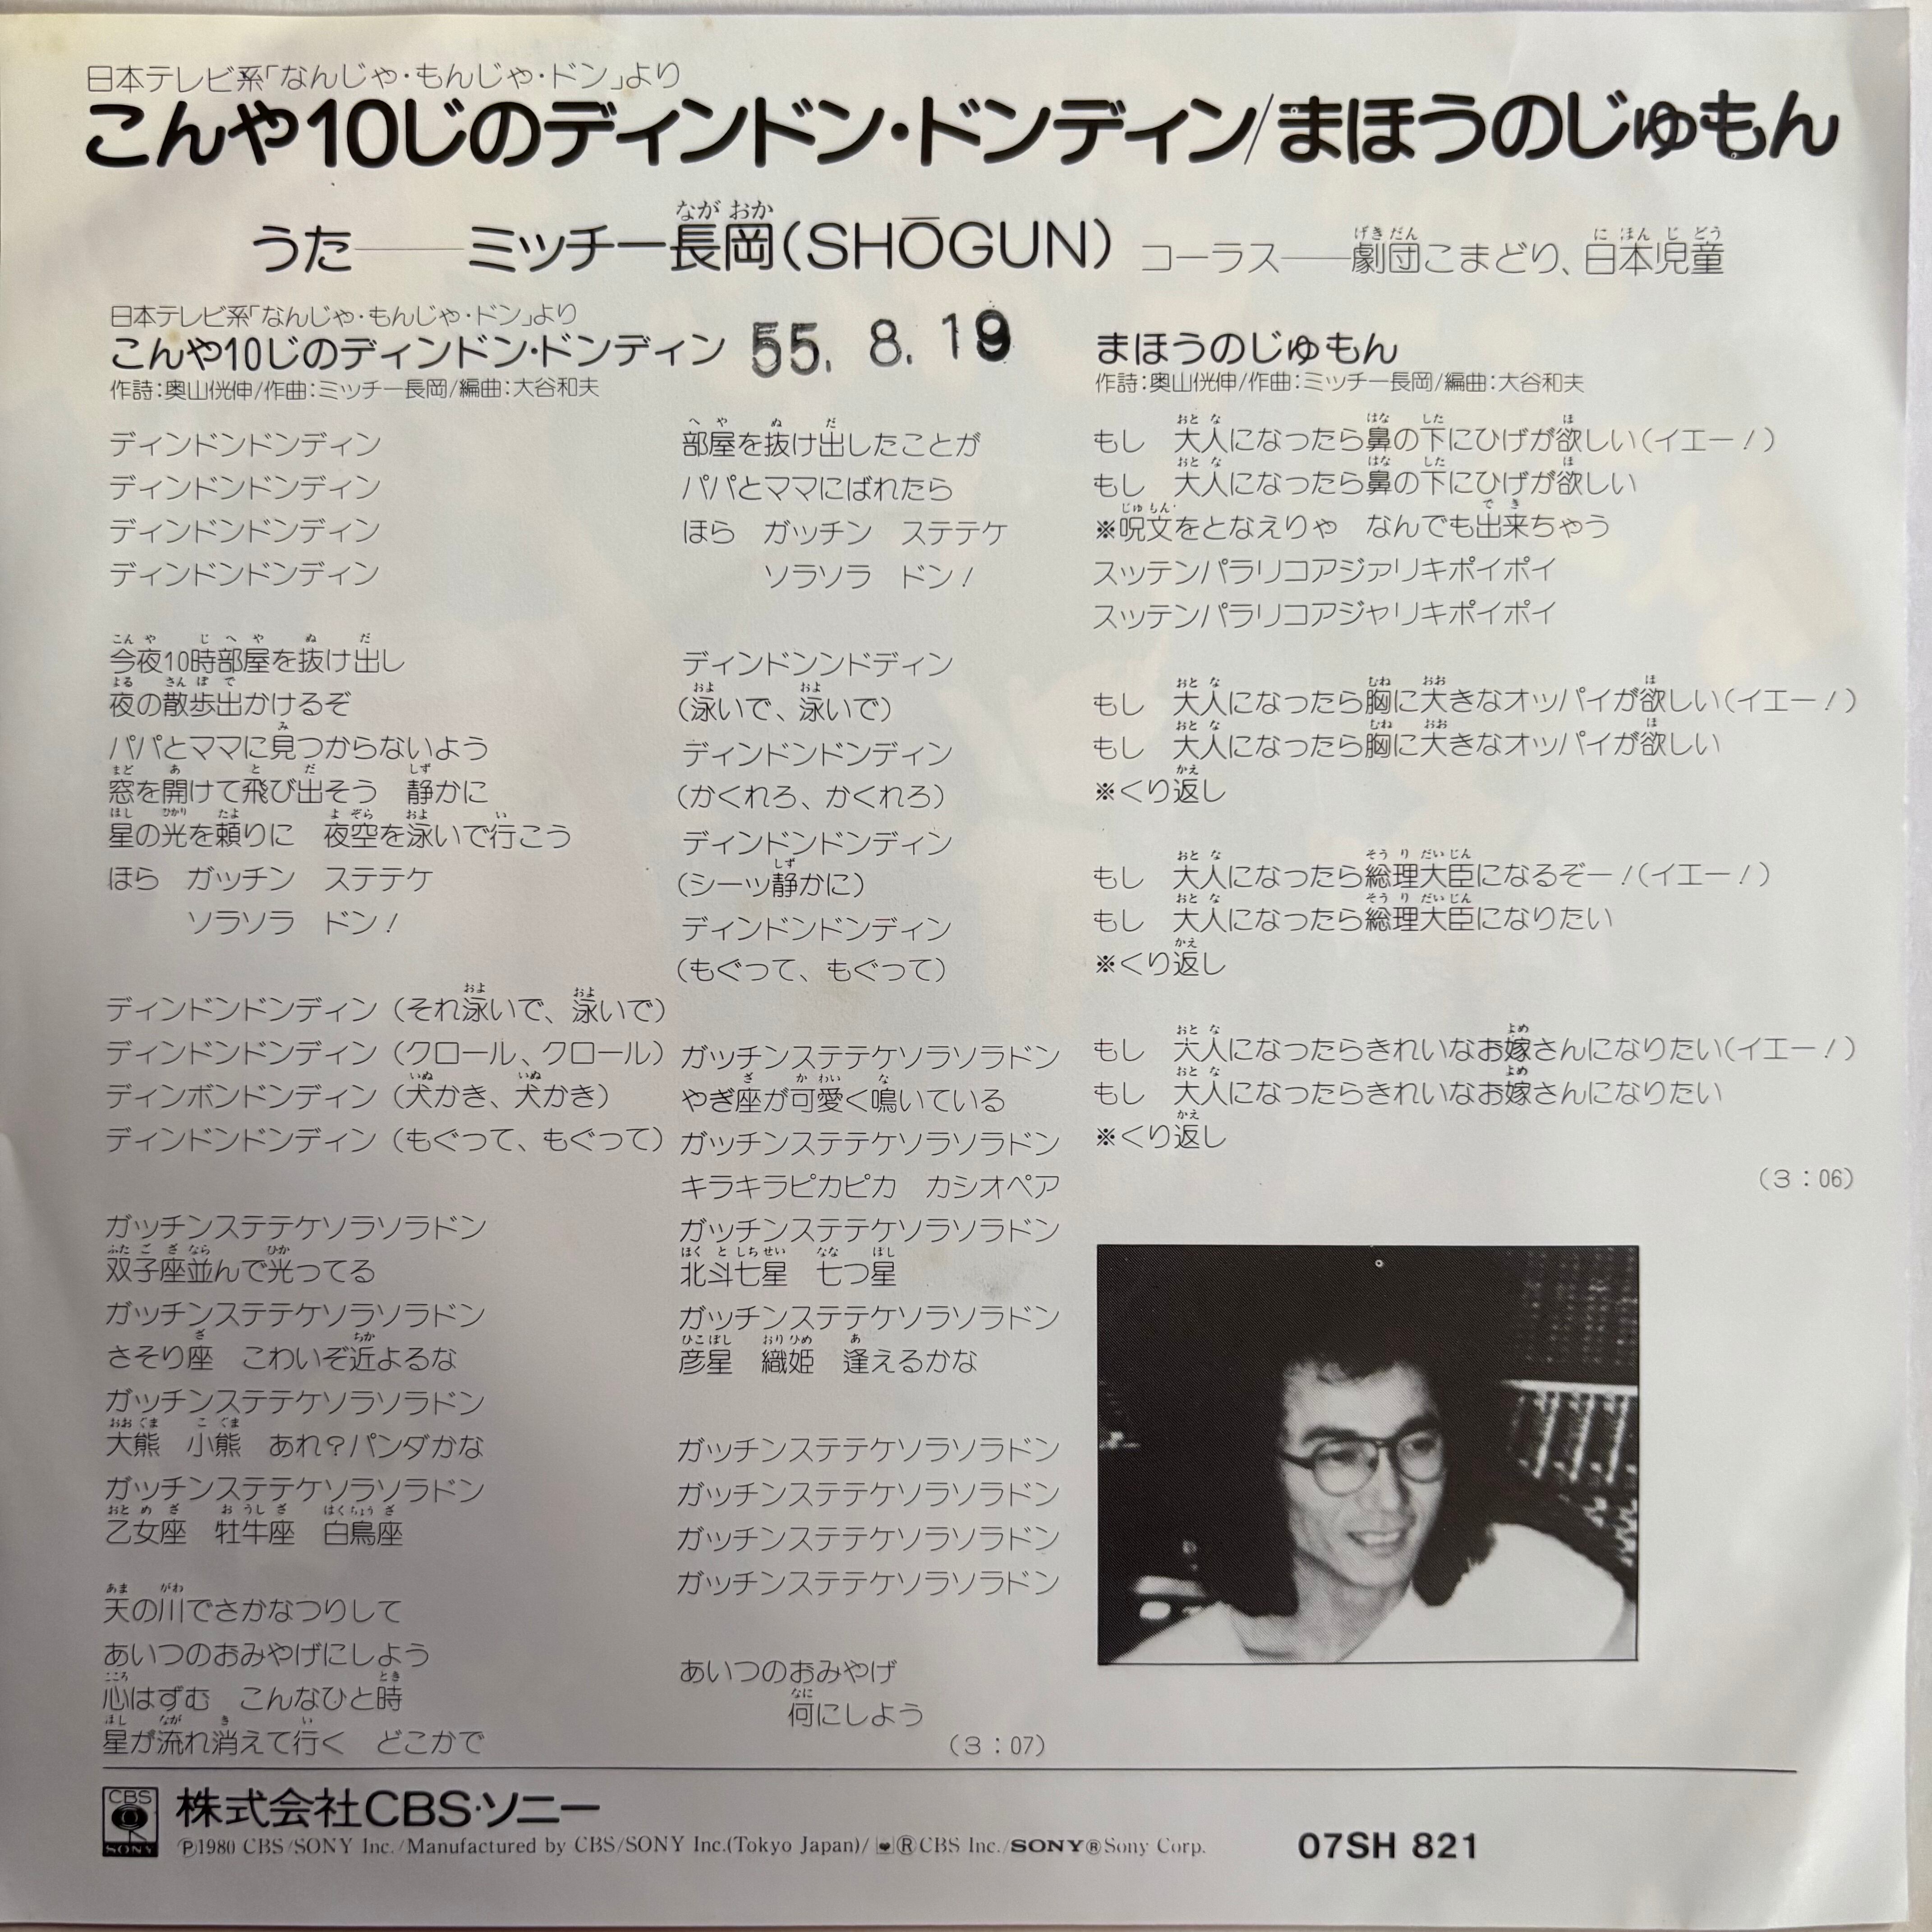 日本テレビ系「なんじゃ・もんじゃ・ドン」より
こんや10じのディンドン・ドンディン/まほうのじゅもん
うた——ミッチー長岡(SHŌGUN) コーラス——劇団こまどり、日本児童
日本テレビ系「なんじゃ・もんじゃ・ドン」より
こんや10じのディンドン・ドンディン 55. 8. 19
作詩:奥山侊伸/作曲:ミッチー長岡/編曲:大谷和夫
ディンドンドンディン
ディンドンドンディン
ディンドンドンディン
ディンドンドンディン
今夜10時部屋を抜け出し
夜の散歩出かけるぞ
パパとママに見つからないよう
窓を開けて飛び出そう 静かに
星の光を頼りに 夜空を泳いで行こう
ほら ガッチン ステテケ
ソラソラ ドン!
ディンドンドンディン(それ泳いで、泳いで)
ディンドンドンディン(クロール、クロール)
ディンボンドンディン(犬かき、犬かき)
ディンドンドンディン(もぐって、もぐって)
ガッチンステテケソラソラドン
双子座並んで光ってる
ガッチンステテケソラソラドン
さそり座 こわいぞ近よるな
ガッチンステテケソラソラドン
大熊 小熊 あれ?パンダかな
ガッチンステテケソラソラドン
乙女座 牡牛座 白鳥座
天の川でさかなつりして
あいつのおみやげにしよう
心はずむ こんなひと時
星が流れ消えて行く どこかで
部屋を抜け出したことが
パパとママにばれたら
ほら ガッチン ステテケ
ソラソラ ドン!
ディンドンンドディン
(泳いで、泳いで)
ディンドンドンディン
(かくれろ、かくれろ)
ディンドンドンディン
(シーッ静かに)
ディンドンドンディン
(もぐって、もぐって)
ガッチンステテケソラソラドン
やぎ座が可愛く鳴いている
ガッチンステテケソラソラドン
キラキラピカピカ カシオペア
ガッチンステテケソラソラドン
北斗七星 七つ星
ガッチンステテケソラソラドン
彦星 織姫 逢えるかな
ガッチンステテケソラソラドン
ガッチンステテケソラソラドン
ガッチンステテケソラソラドン
ガッチンステテケソラソラドン
あいつのおみやげ
何にしよう
(3:07)
まほうのじゅもん
作詩:奥山侊伸/作曲:ミッチー長岡/編曲:大谷和夫
もし 大人になったら鼻の下にひげが欲しい(イエー!)
もし 大人になったら鼻の下にひげが欲しい
※呪文をとなえりゃ なんでも出来ちゃう
スッテンパラリコアジァリキポイポイ
スッテンパラリコアジャリキポイポイ
もし 大人になったら胸に大きなオッパイが欲しい(イエー!)
もし 大人になったら胸に大きなオッパイが欲しい
※くり返し
もし 大人になったら総理大臣になるぞー!(イエー!)
もし 大人になったら総理大臣になりたい
※くり返し
もし 大人になったらきれいなお嫁さんになりたい(イエー!)
もし 大人になったらきれいなお嫁さんになりたい
※くり返し
(3:06)
CBS
SONY
株式会社CBS・ソニー
Ⓟ1980 CBS/SONY Inc./Manufactured by CBS/SONY Inc.(Tokyo Japan)/®CBS Inc./SONY®Sony Corp.
07SH 821